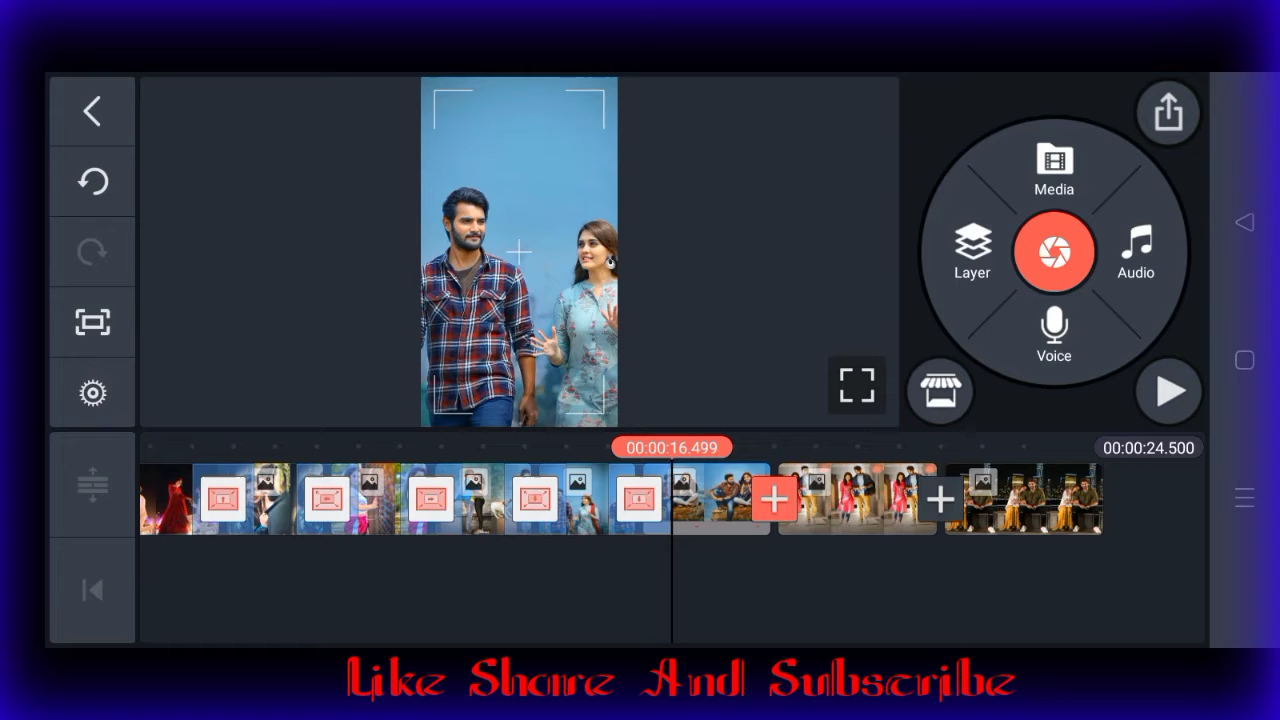 Media
Layer
Audio
Voice
00:00:16.499
00:00:24.500
Like Share And Subscribe